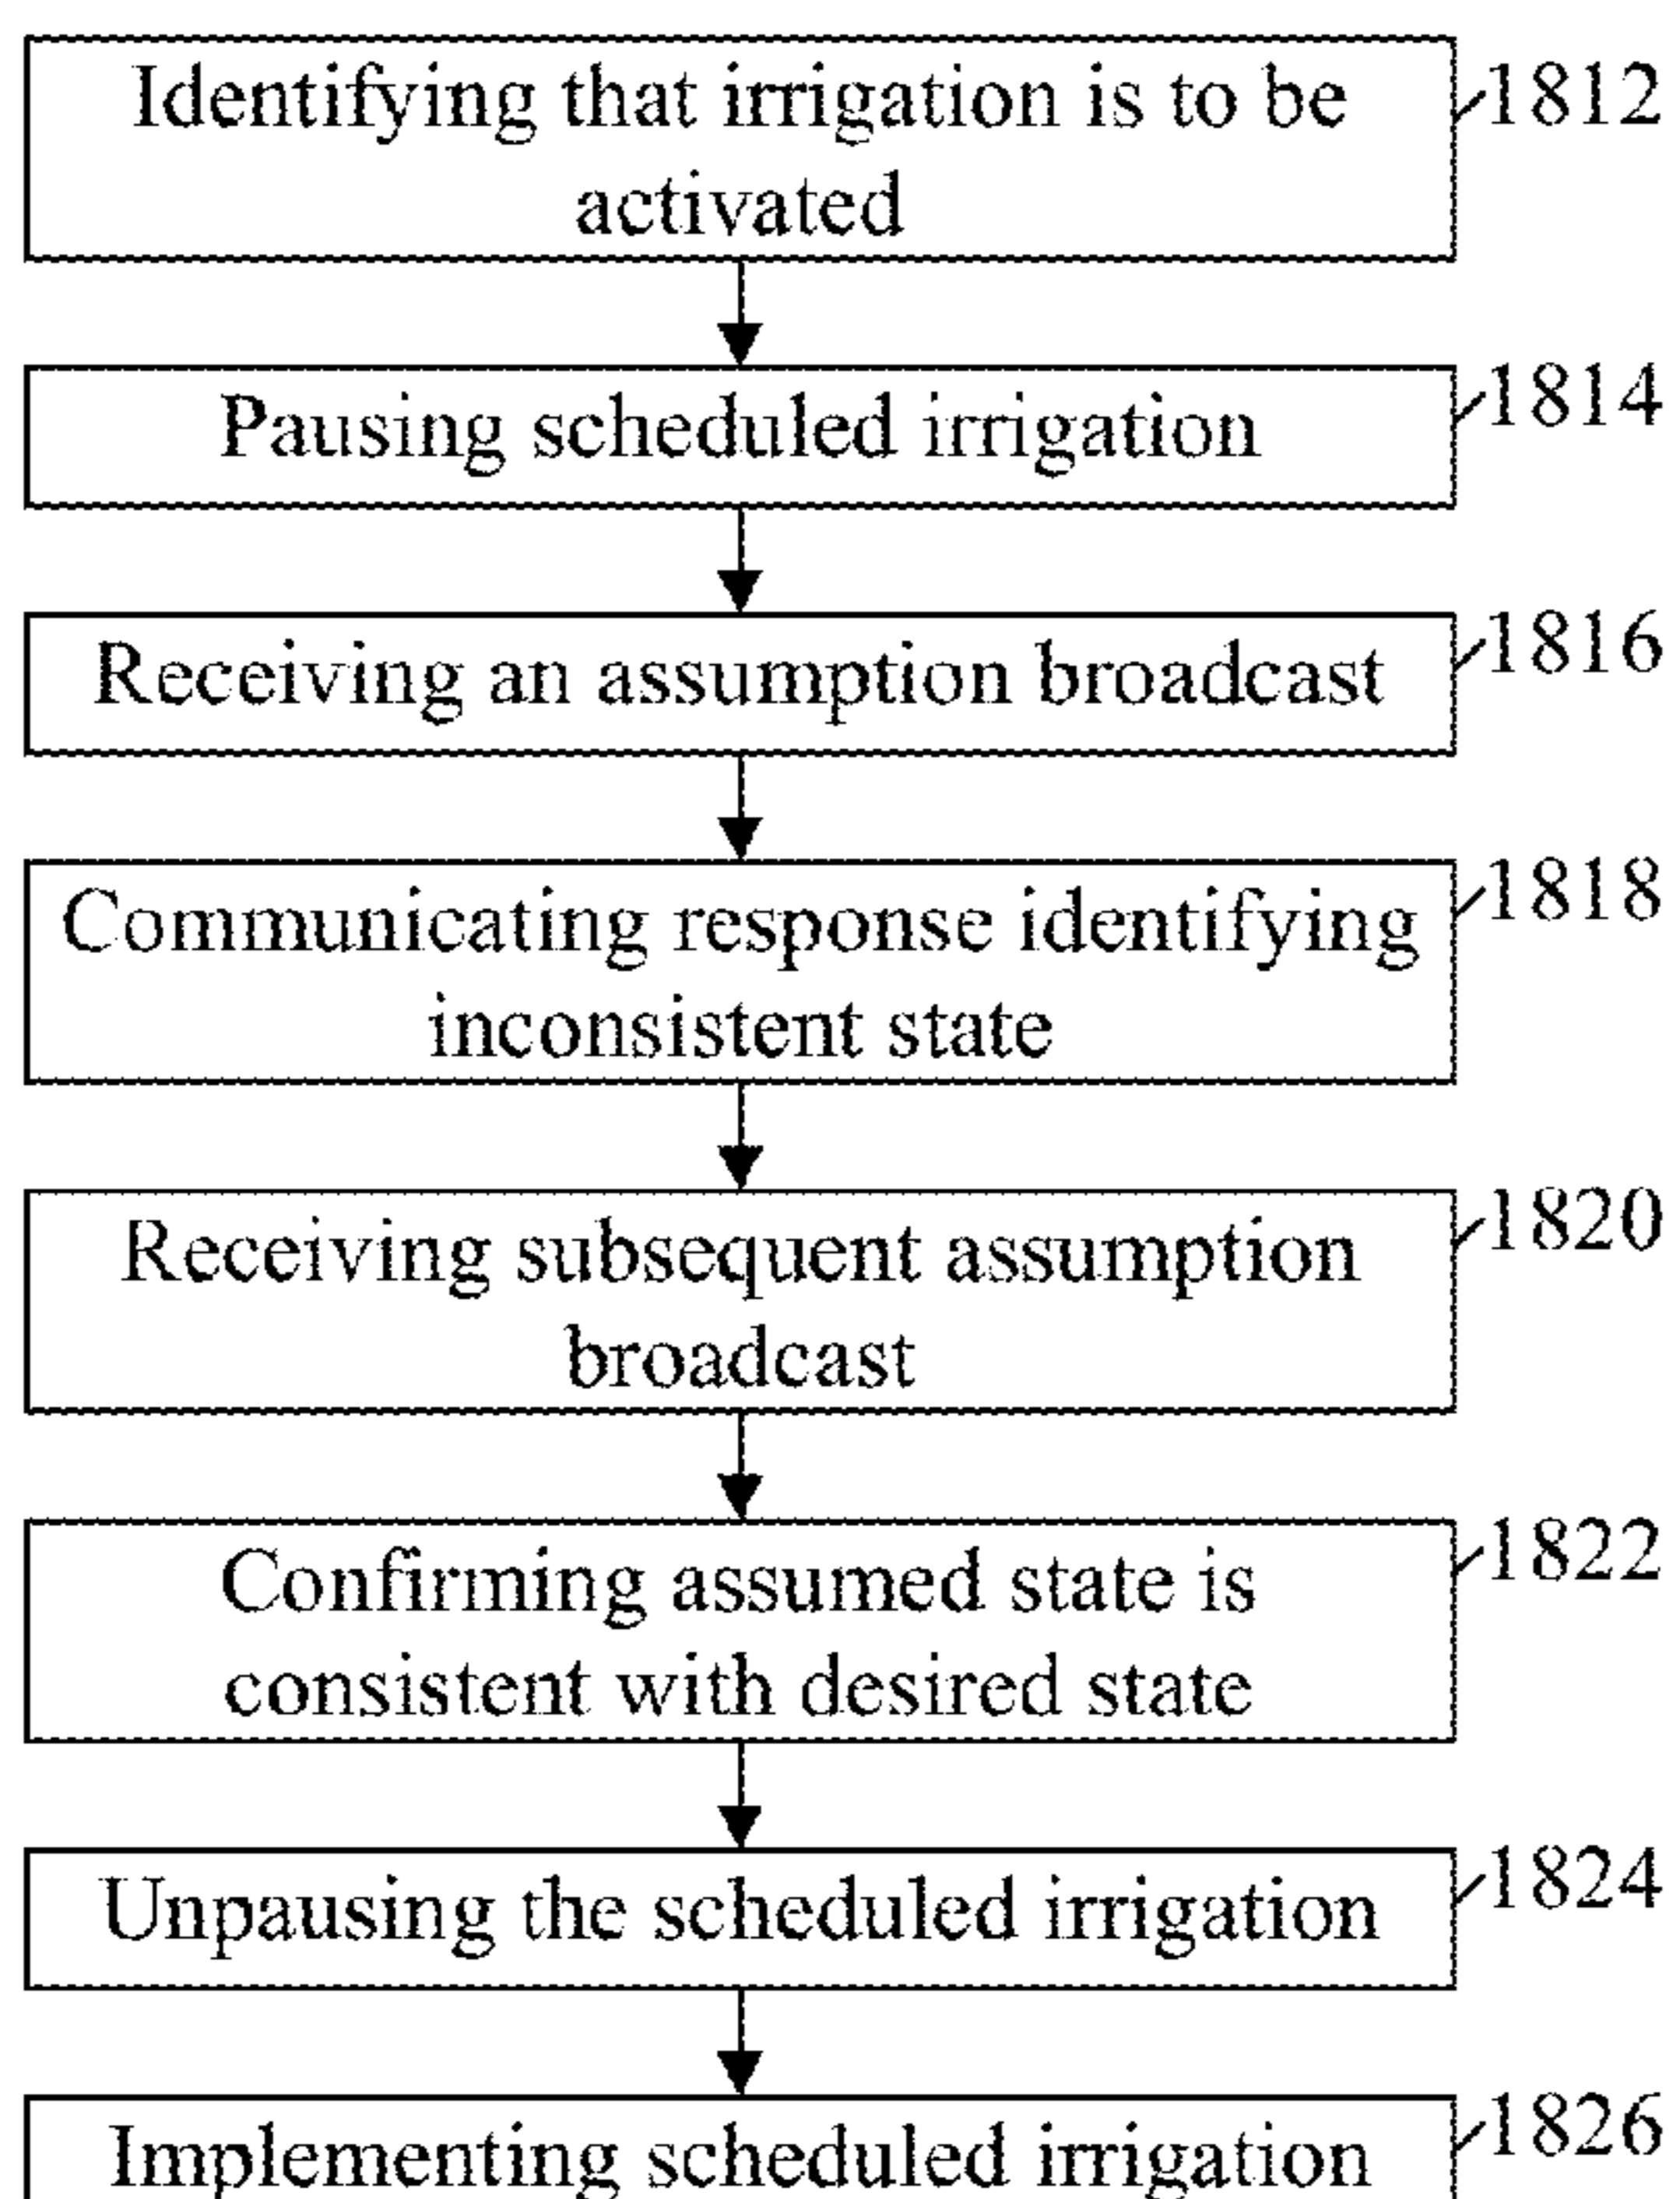 Identifying that irrigation is to be 1812
activated
Pausing scheduled irrigation 1814
Receiving an assumption broadcast 1816
Communicating response identifying 1818
inconsistent state
Receiving subsequent assumption 1820
broadcast
Confirming assumed state is 1822
consistent with desired state
Unpausing the scheduled irrigation 1824
Implementing scheduled irrigation 1826